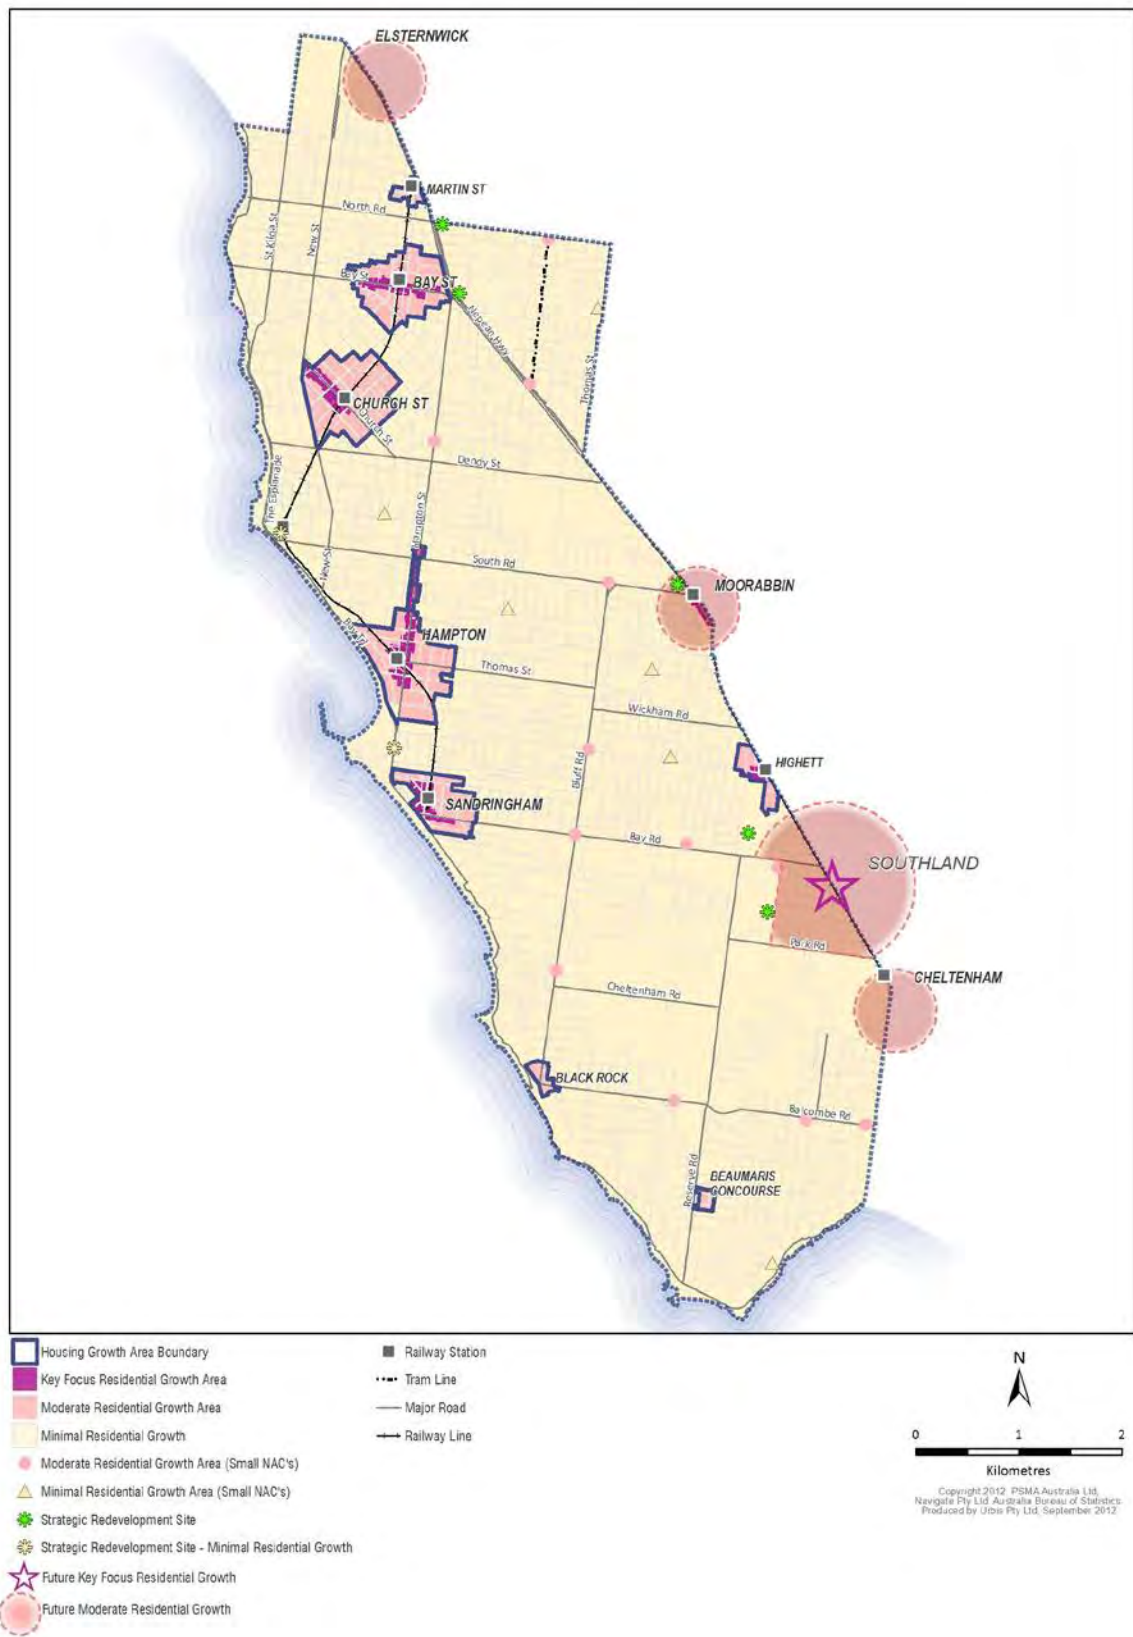 ELSTERNWICK
MARTIN ST
North Rd
St Kilda St
New St
Bay St
BAY ST
Nepean Hwy
Thomas St
CHURCH ST
Church St
Dendy St
The Esplanade
Hampton St
New St
South Rd
MOORABBIN
HAMPTON
Thomas St
Wickham Rd
HIGHETT
Bluff Rd
SANDRINGHAM
Bay Rd
SOUTHLAND
Park Rd
CHELTENHAM
Cheltenham Rd
BLACK ROCK
Balcombe Rd
Reserve Rd
BEAUMARIS
CONCOURSE
Housing Growth Area Boundary
Key Focus Residential Growth Area
Moderate Residential Growth Area
Minimal Residential Growth
Moderate Residential Growth Area (Small NAC's)
Minimal Residential Growth Area (Small NAC's)
Strategic Redevelopment Site
Strategic Redevelopment Site - Minimal Residential Growth
Future Key Focus Residential Growth
Future Moderate Residential Growth
Railway Station
Tram Line
Major Road
Railway Line
N
0 1 2
Kilometres
Copyright 2012 PSMA Australia Ltd,
Navigate Pty Ltd Australia Bureau of Statistics
Produced by Urbis Pty Ltd, September 2012